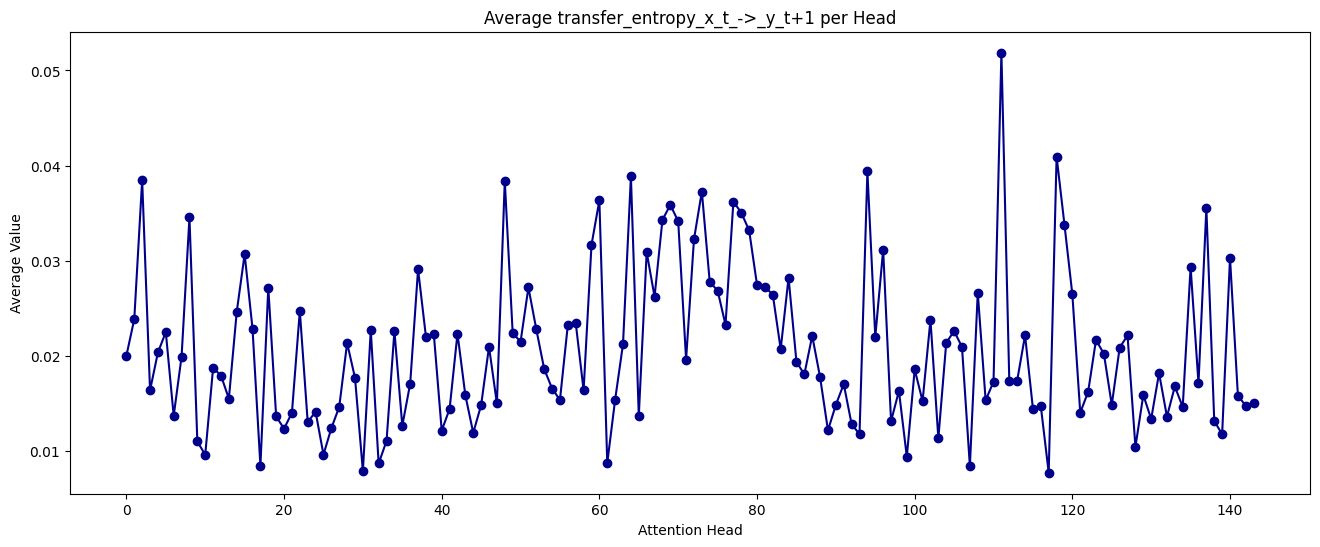 Average transfer_entropy_x_t_->_y_t+1 per Head
Average Value
0.05
0.04
0.03
0.02
0.01
0 20 40 60 80 100 120 140
Attention Head